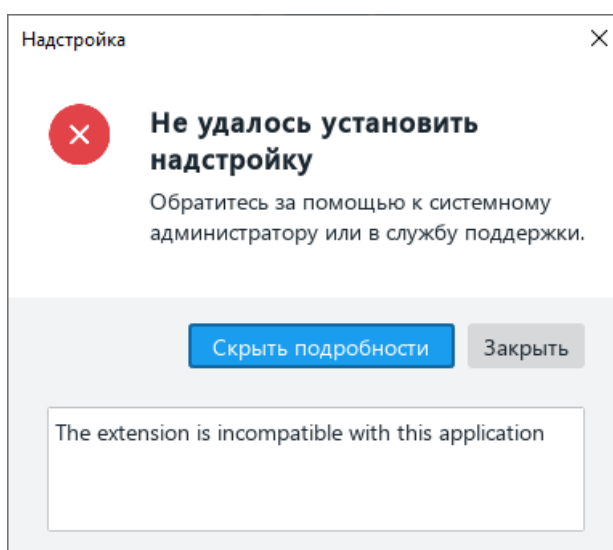 Надстройка
Не удалось установить
надстройку
Обратитесь за помощью к системному
администратору или в службу поддержки.
Скрыть подробности
Закрыть
The extension is incompatible with this application